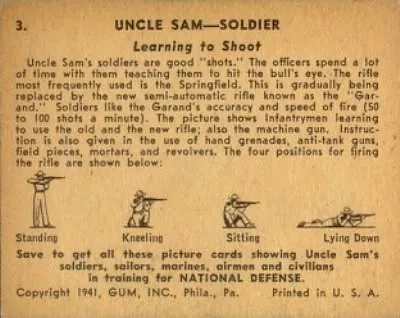 3. UNCLE SAM—SOLDIER
Learning to Shoot
Uncle Sam's soldiers are good "shots." The officers spend a lot
of time with them teaching them to hit the bull's eye. The rifle
most frequently used is the Springfield. This is gradually being
replaced by the new semi-automatic rifle known as the "Gar-
and." Soldiers like the Garand's accuracy and speed of fire (50
to 100 shots a minute). The picture shows Infantrymen learning
to use the old and the new rifle; also the machine gun. Instruc-
tion is also given in the use of hand grenades, anti-tank guns,
field pieces, mortars, and revolvers. The four positions for firing
the rifle are shown below:
Standing Kneeling Sitting Lying Down
Save to get all these picture cards showing Uncle Sam's
soldiers, sailors, marines, airmen and civilians
in training for NATIONAL DEFENSE.
Copyright 1941, GUM, INC., Phila., Pa. Printed in U. S. A.